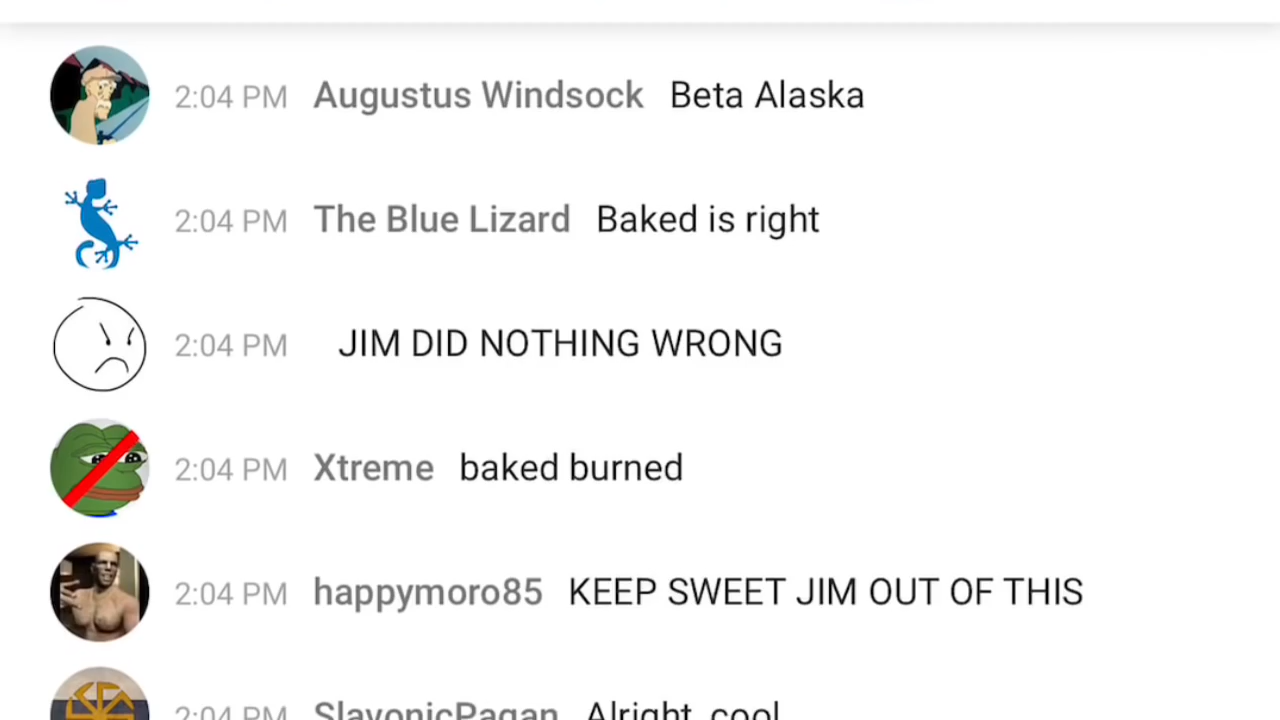 2:04 PM Augustus Windsock Beta Alaska
2:04 PM The Blue Lizard Baked is right
2:04 PM JIM DID NOTHING WRONG
2:04 PM Xtreme baked burned
2:04 PM happymoro85 KEEP SWEET JIM OUT OF THIS
2:04 PM SlavonicPagan Alright, cool